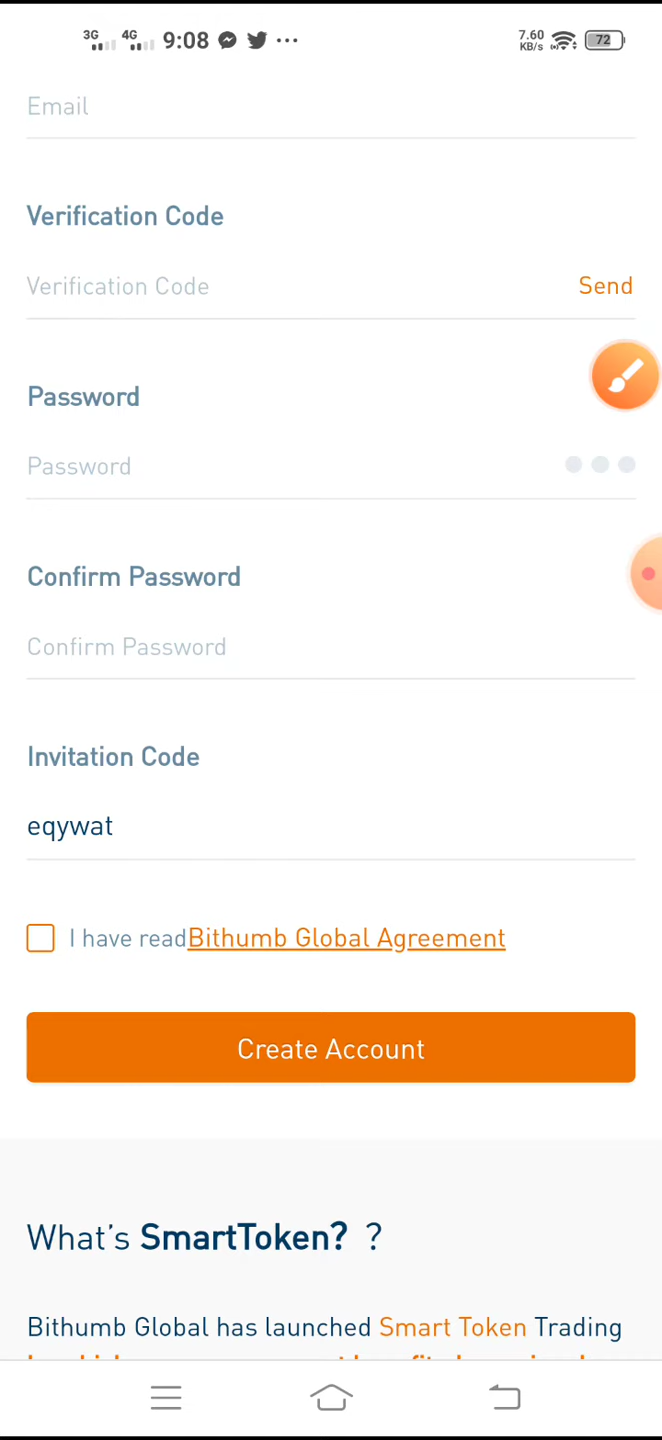 3G 4G 9:08 7.60 KB/s 72
Email
Verification Code
Verification Code Send
Password
Password
Confirm Password
Confirm Password
Invitation Code
eqywat
I have readBithumb Global Agreement
Create Account
What's SmartToken? ?
Bithumb Global has launched Smart Token Trading